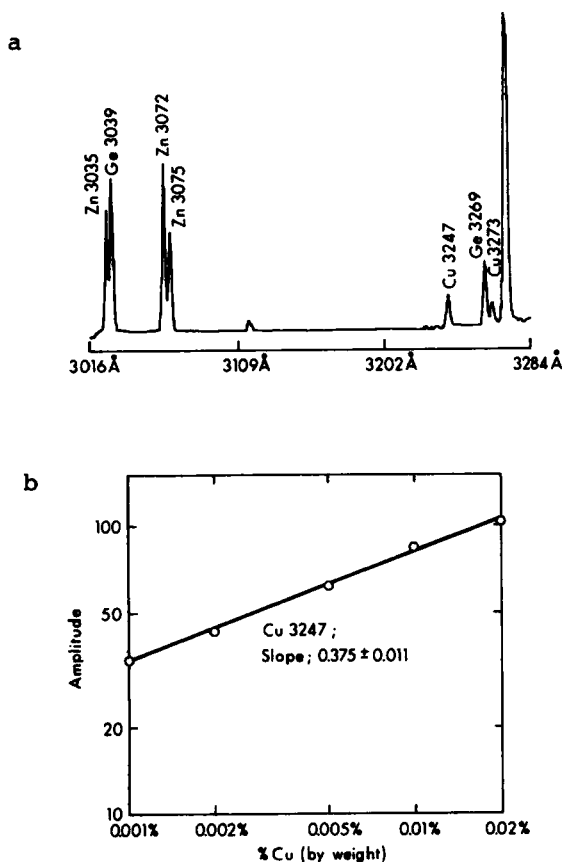 a
Zn 3035
Ge 3039
Zn 3072
Zn 3075
Cu 3247
Ge 3269
Cu 3273
3016Å
3109Å
3202Å
3284Å
b
100
50
20
10
Amplitude
Cu 3247 ;
Slope; 0.375 ± 0.011
0.001%
0.002%
0.005%
0.01%
0.02%
% Cu (by weight)